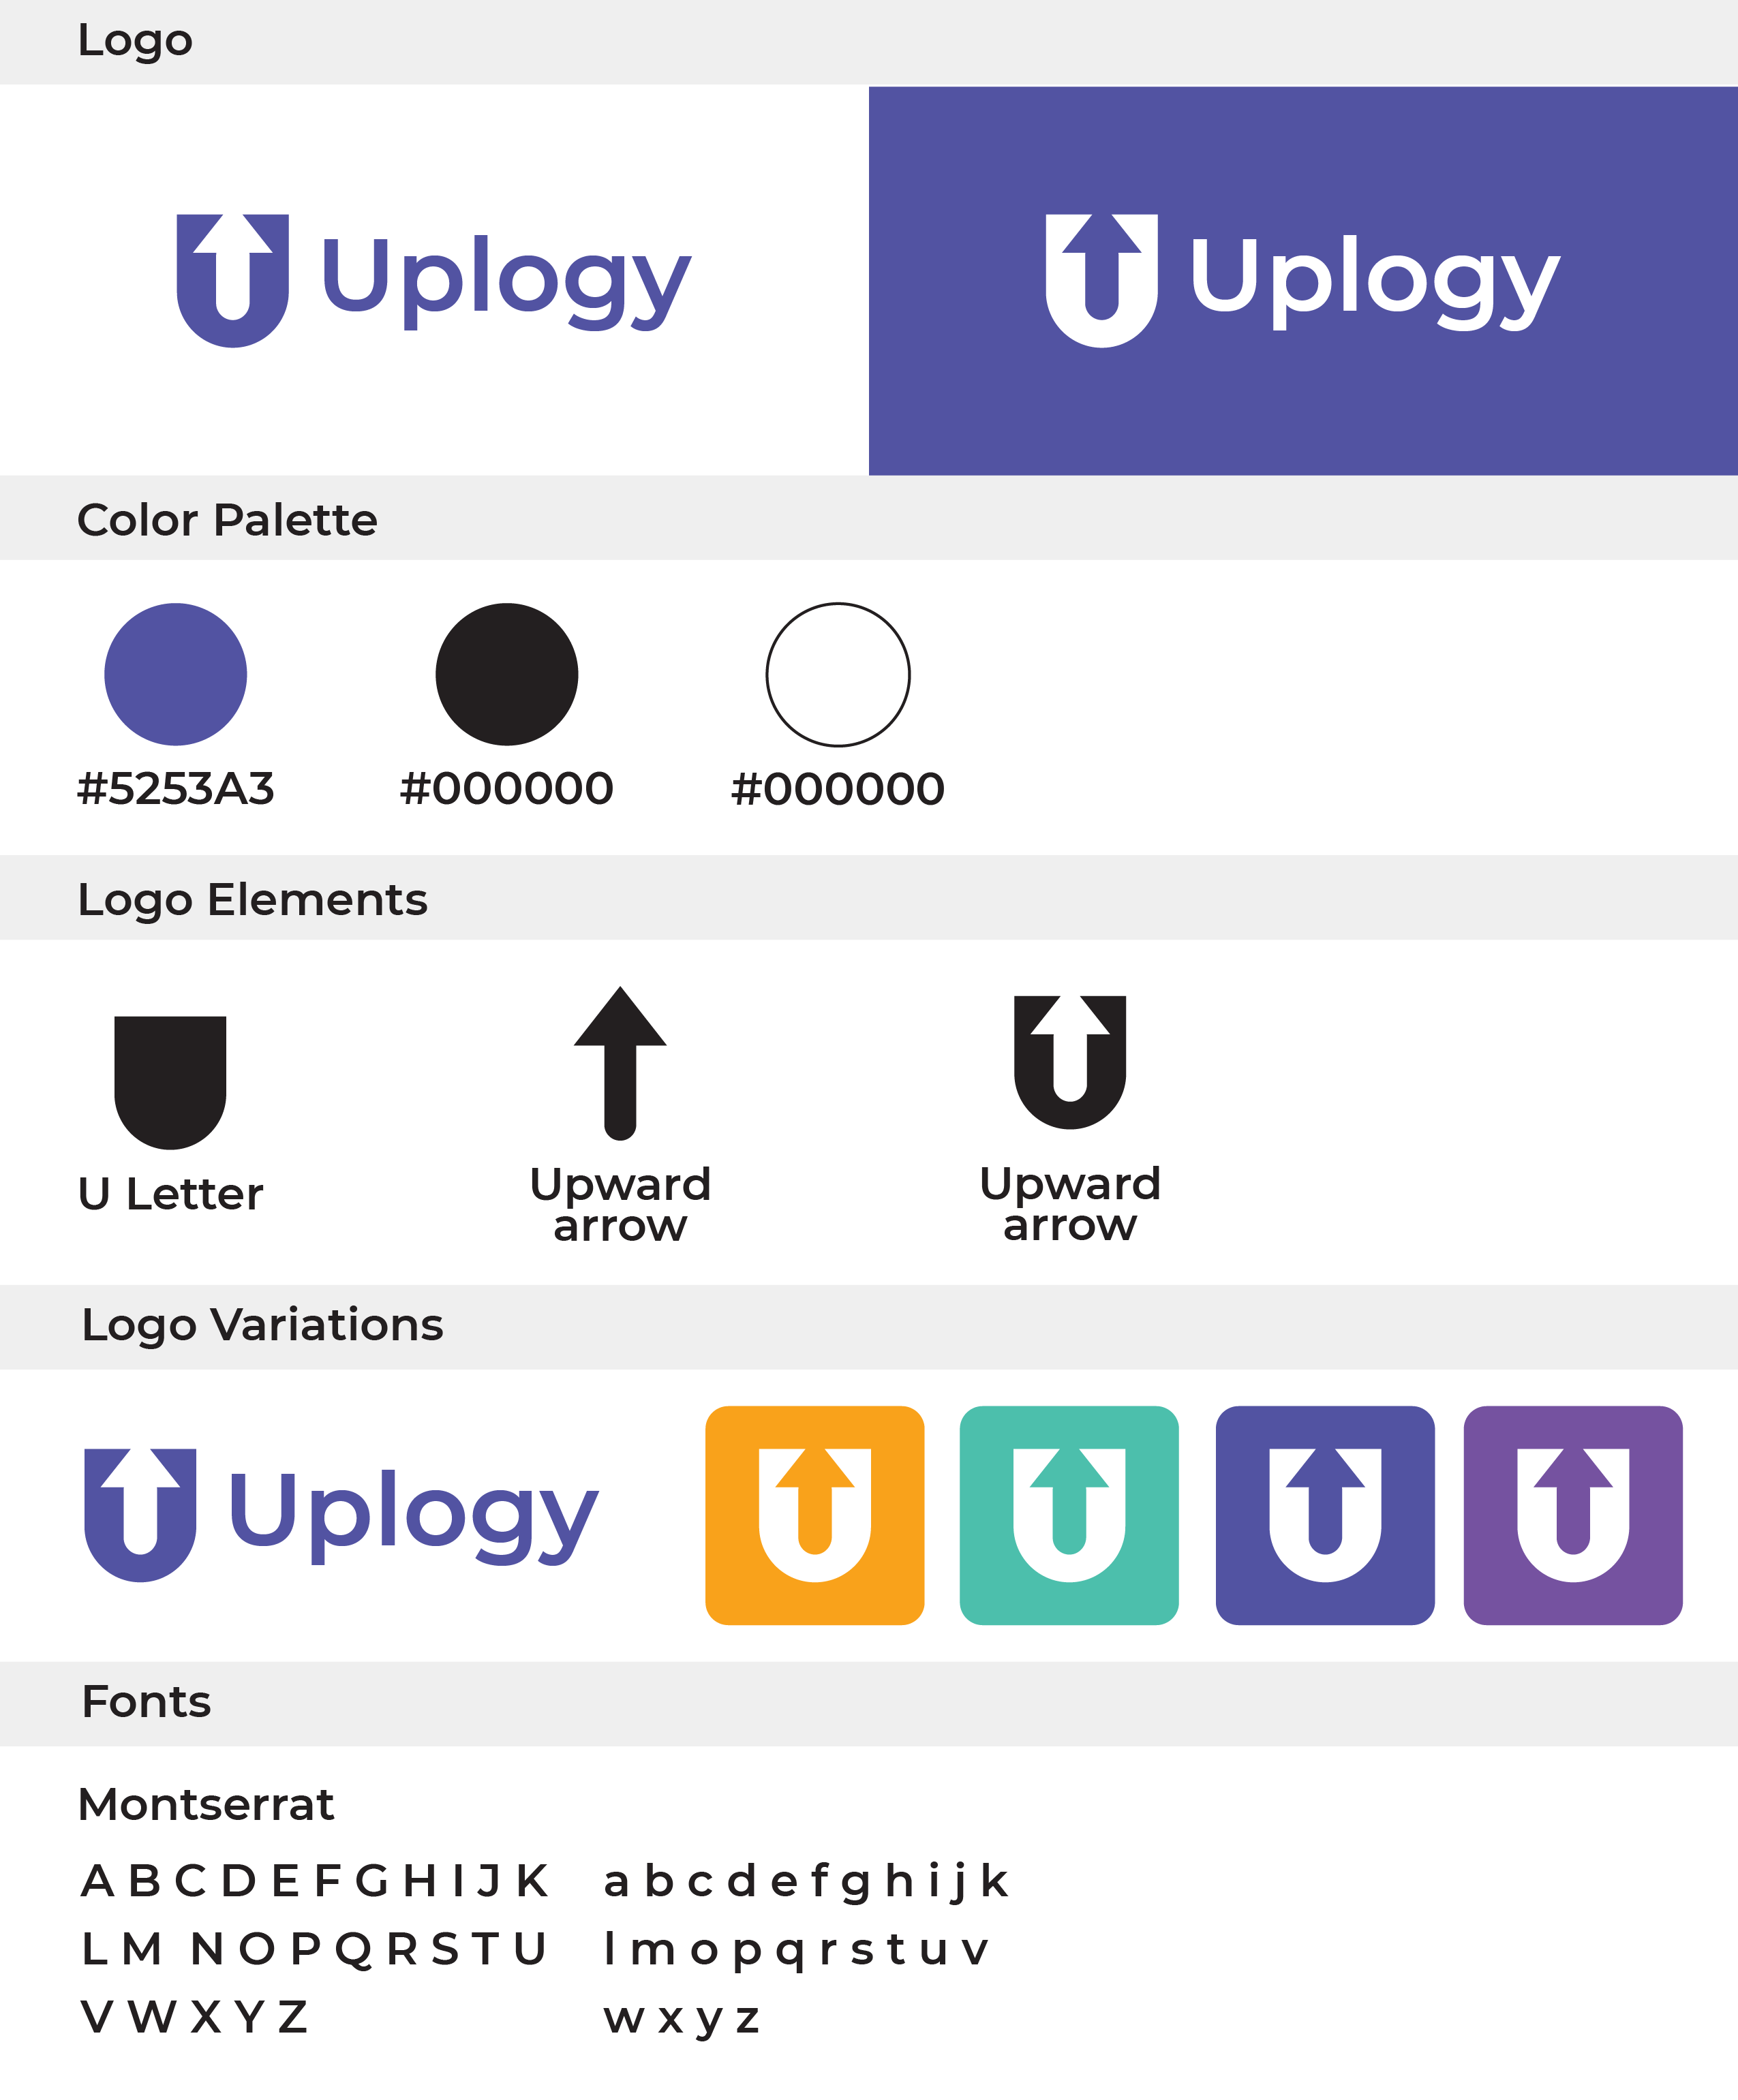 Logo
Uplogy
Uplogy
Color Palette
#5253A3
#000000
#000000
Logo Elements
U Letter
Upward
arrow
Upward
arrow
Logo Variations
Uplogy
Fonts
Montserrat
A B C D E F G H I J K
a b c d e f g h i j k
L M N O P Q R S T U
l m o p q r s t u v
V W X Y Z
w x y z